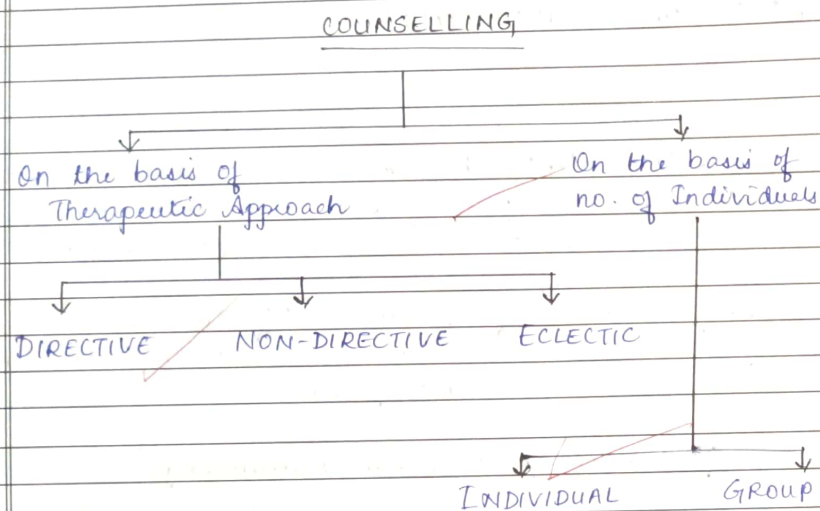 COUNSELLING
On the basis of
Therapeutic Approach
On the basis of
no. of Individuals
DIRECTIVE
NON-DIRECTIVE
ECLECTIC
INDIVIDUAL
GROUP